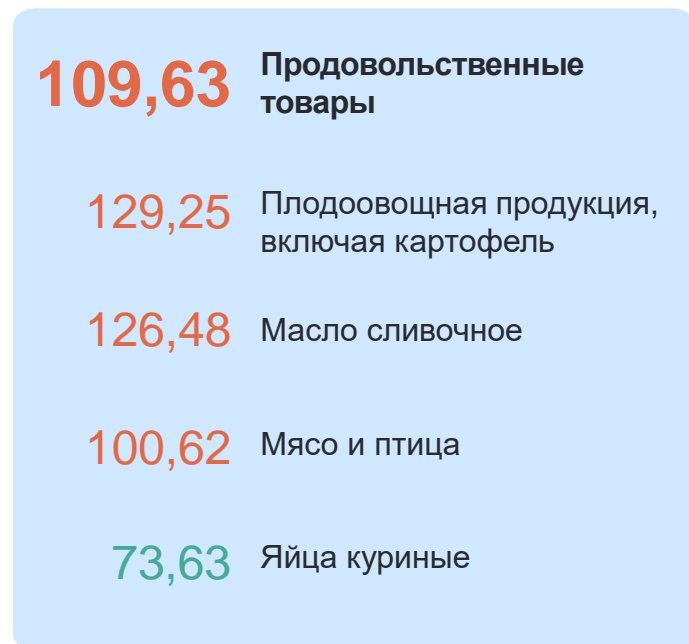 109,63 Продовольственные
товары
129,25 Плодоовощная продукция,
включая картофель
126,48 Масло сливочное
100,62 Мясо и птица
73,63 Яйца куриные